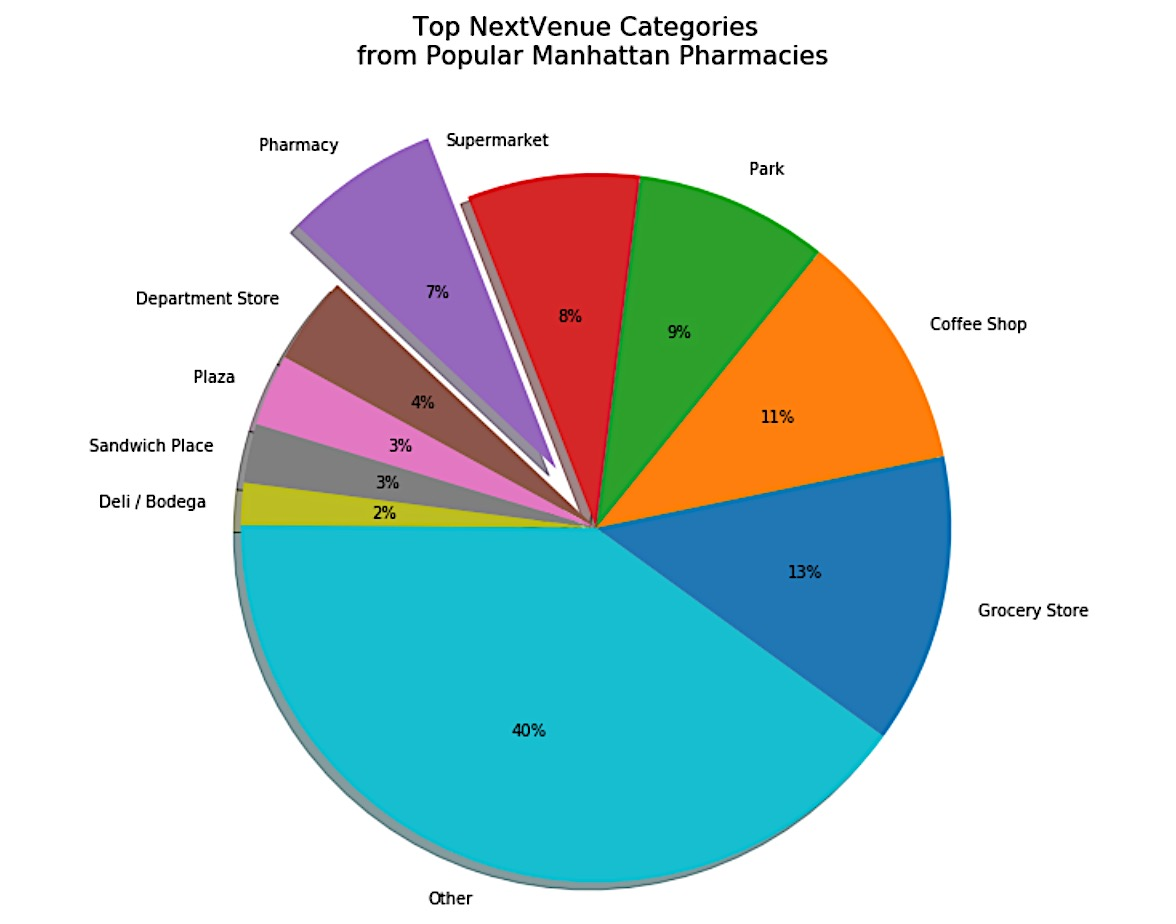 Top NextVenue Categories
from Popular Manhattan Pharmacies
Pharmacy
Supermarket
Park
Department Store
7%
8%
9%
Coffee Shop
Plaza
4%
11%
Sandwich Place
3%
3%
Deli / Bodega
2%
13%
Grocery Store
40%
Other